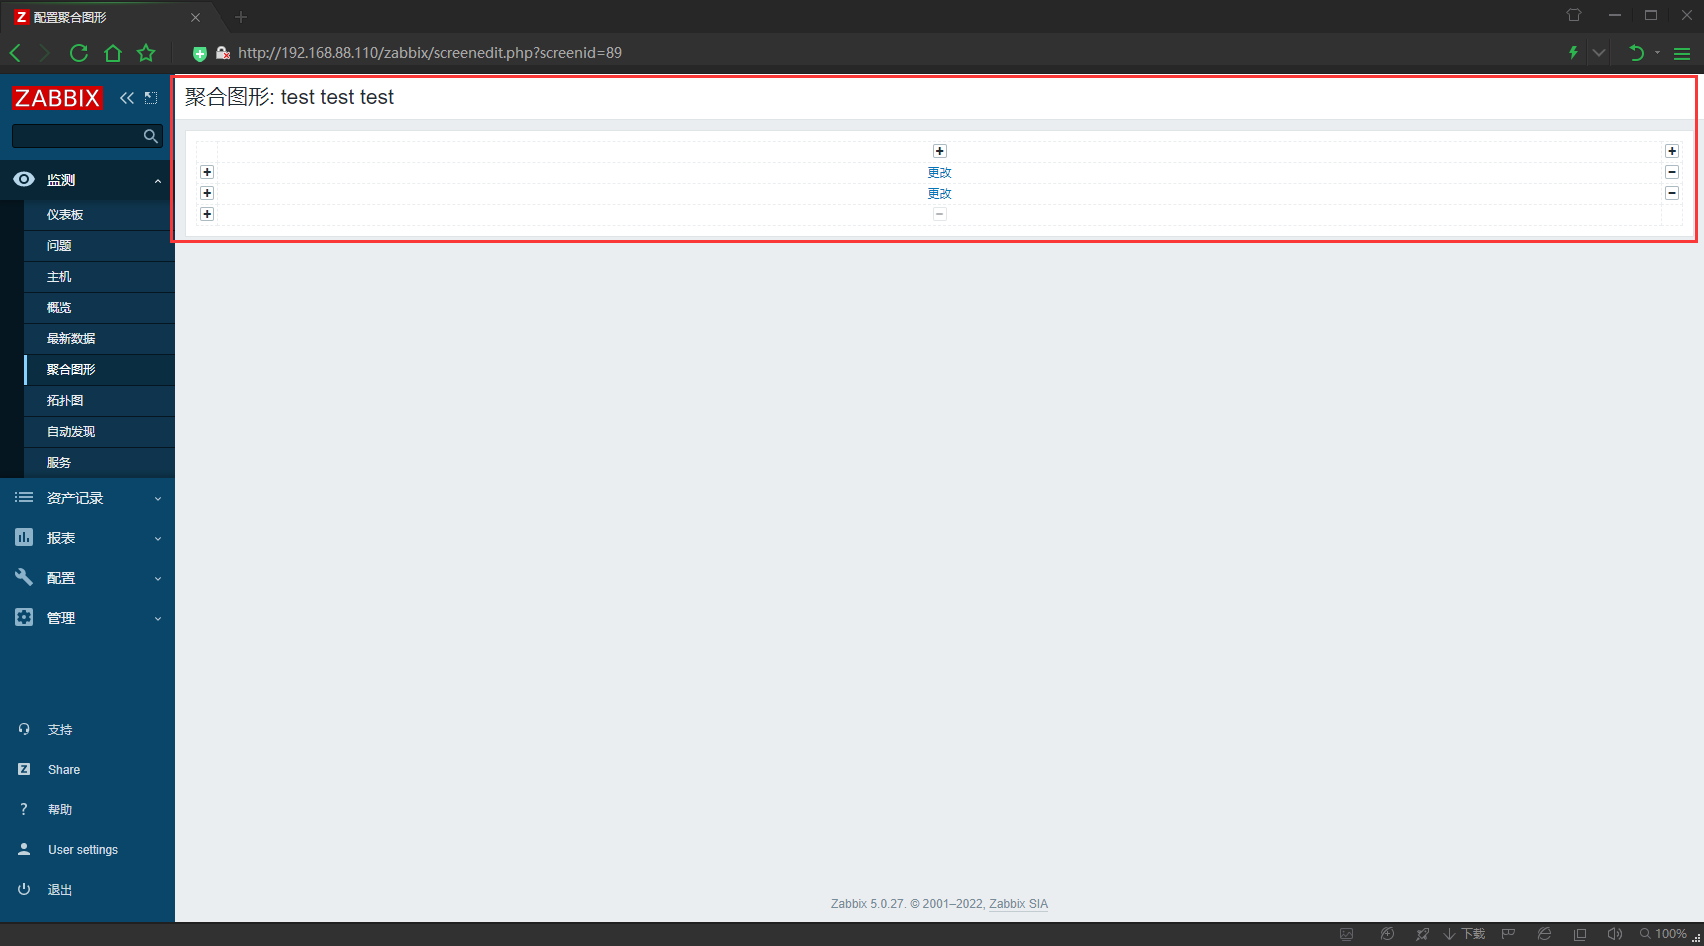 Z 配置聚合图形
http://192.168.88.110/zabbix/screenedit.php?screenid=89
ZABBIX
监测
仪表板
问题
主机
概览
最新数据
聚合图形
拓扑图
自动发现
服务
资产记录
报表
配置
管理
支持
Z Share
? 帮助
User settings
退出
聚合图形: test test test
更改
更改
Zabbix 5.0.27. © 2001–2022, Zabbix SIA
下载
100%